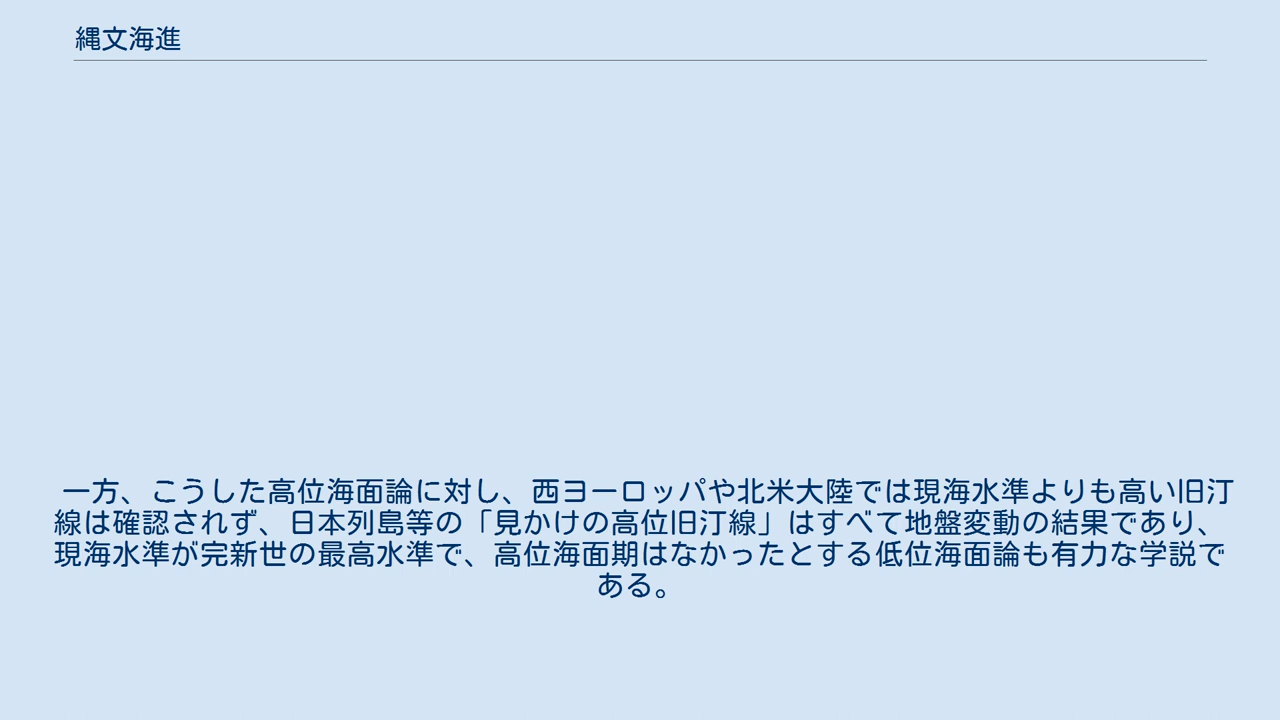 縄文海進
一方、こうした高位海面論に対し、西ヨーロッパや北米大陸では現海水準よりも高い旧汀
線は確認されず、日本列島等の「見かけの高位旧汀線」はすべて地盤変動の結果であり、
現海水準が完新世の最高水準で、高位海面期はなかったとする低位海面論も有力な学説で
ある。